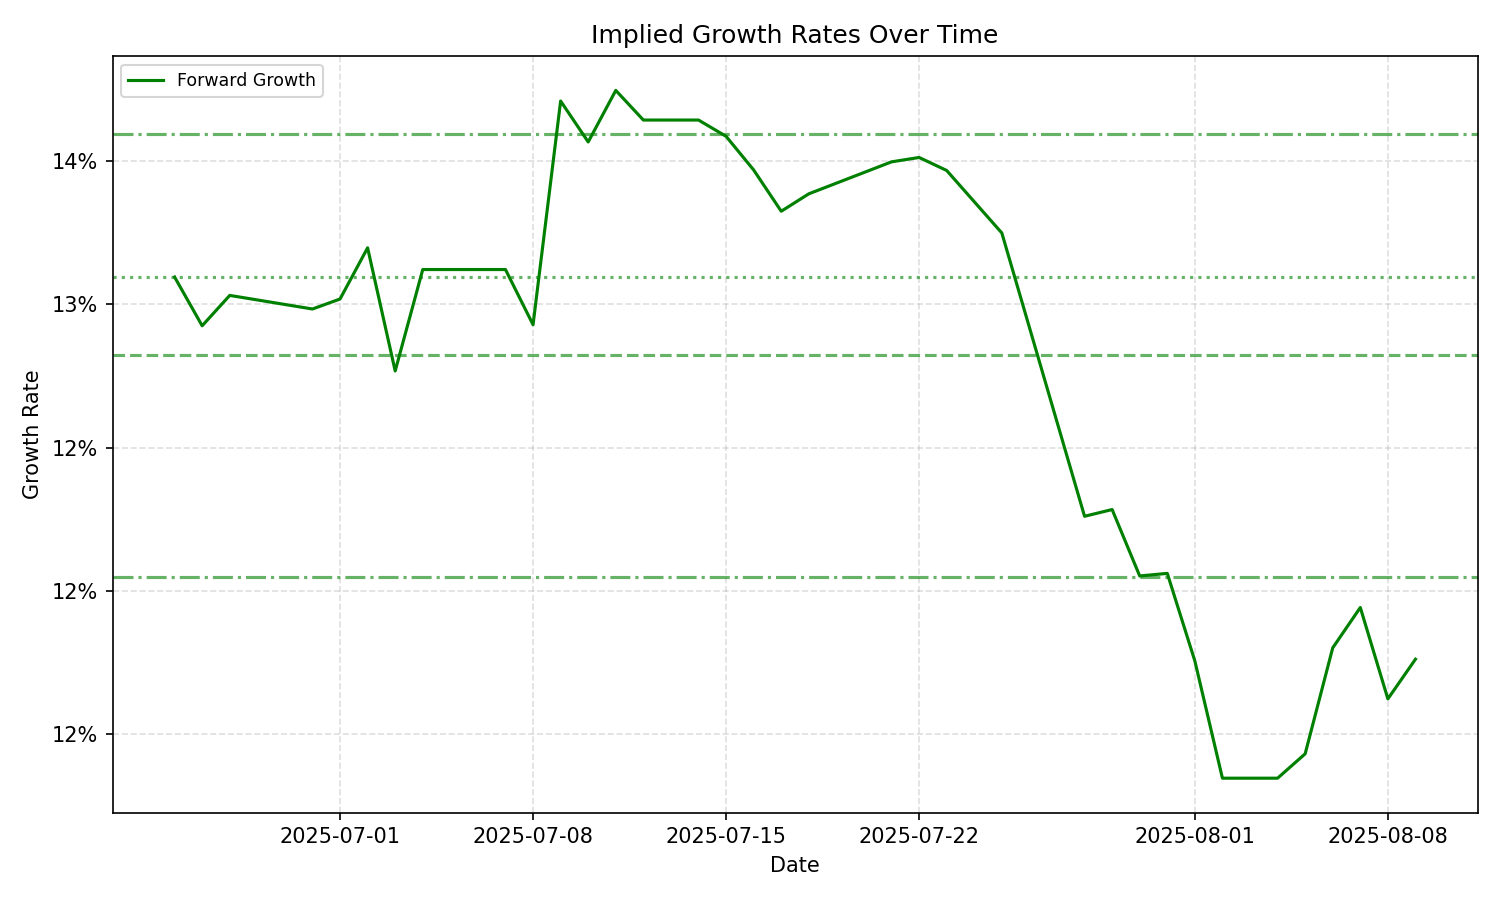 Implied Growth Rates Over Time
Forward Growth
14%
13%
12%
12%
12%
Growth Rate
2025-07-01
2025-07-08
2025-07-15
2025-07-22
2025-08-01
2025-08-08
Date